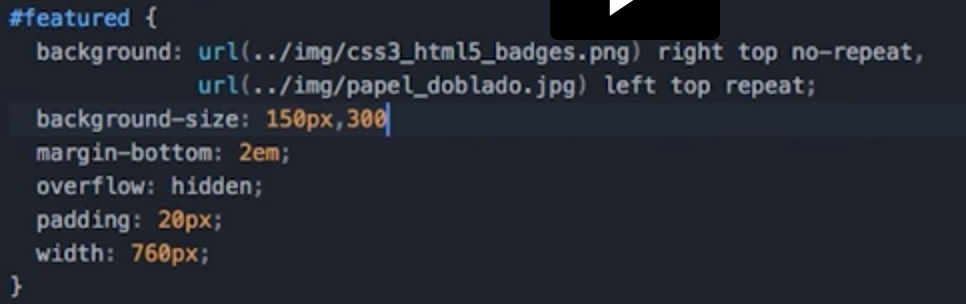 #featured {
background: url(../img/css3_html5_badges.png) right top no-repeat,
url(../img/papel_doblado.jpg) left top repeat;
background-size: 150px,300
margin-bottom: 2em;
overflow: hidden;
padding: 20px;
width: 760px;
}